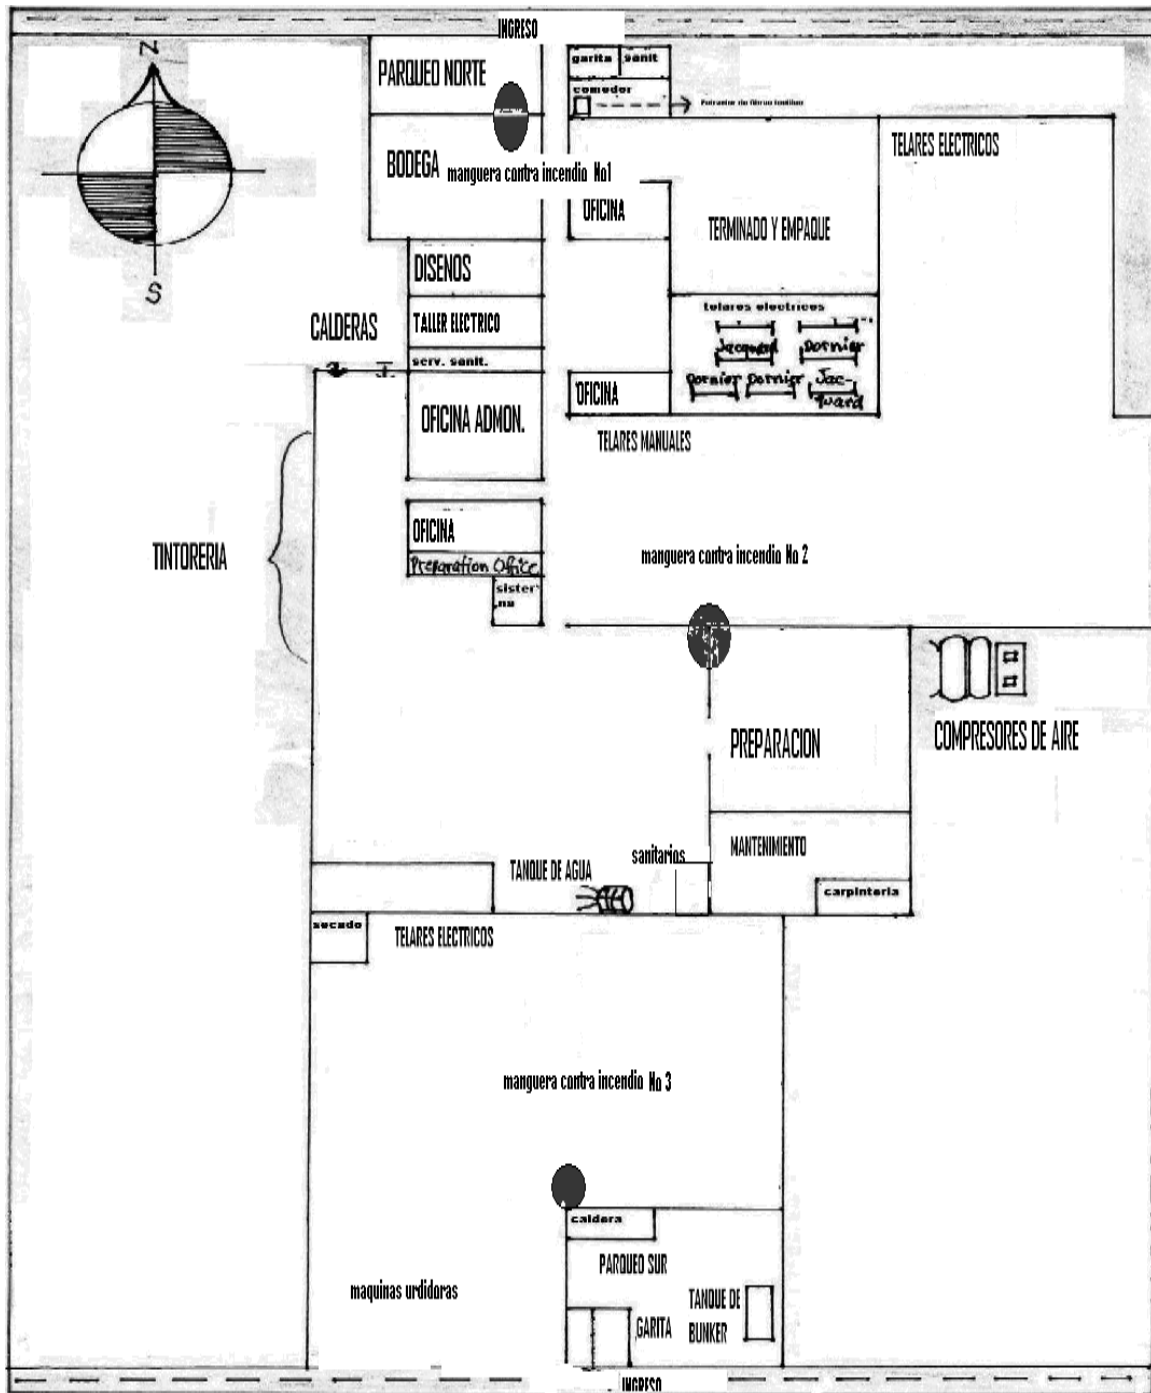 INGRESO
N
S
PARQUEO NORTE
garita sanit
comedor
BODEGA
manguera contra incendio No1
OFICINA
TERMINADO Y EMPAQUE
TELARES ELECTRICOS
DISENOS
TALLER ELECTRICO
serv. sanit.
CALDERAS
OFICINA ADMON.
telares electricos
Jacquard Dornier
Dornier Dornier Jac-
quard
OFICINA
TELARES MANUALES
TINTORERIA
OFICINA
Preparation Office
sister
na
manguera contra incendio No 2
PREPARACION
COMPRESORES DE AIRE
MANTENIMIENTO
carpinteria
sanitarios
TANQUE DE AGUA
secado
TELARES ELECTRICOS
manguera contra incendio No 3
caldera
PARQUEO SUR
maquinas urdidoras
GARITA
TANQUE DE
BUNKER
INGRESO